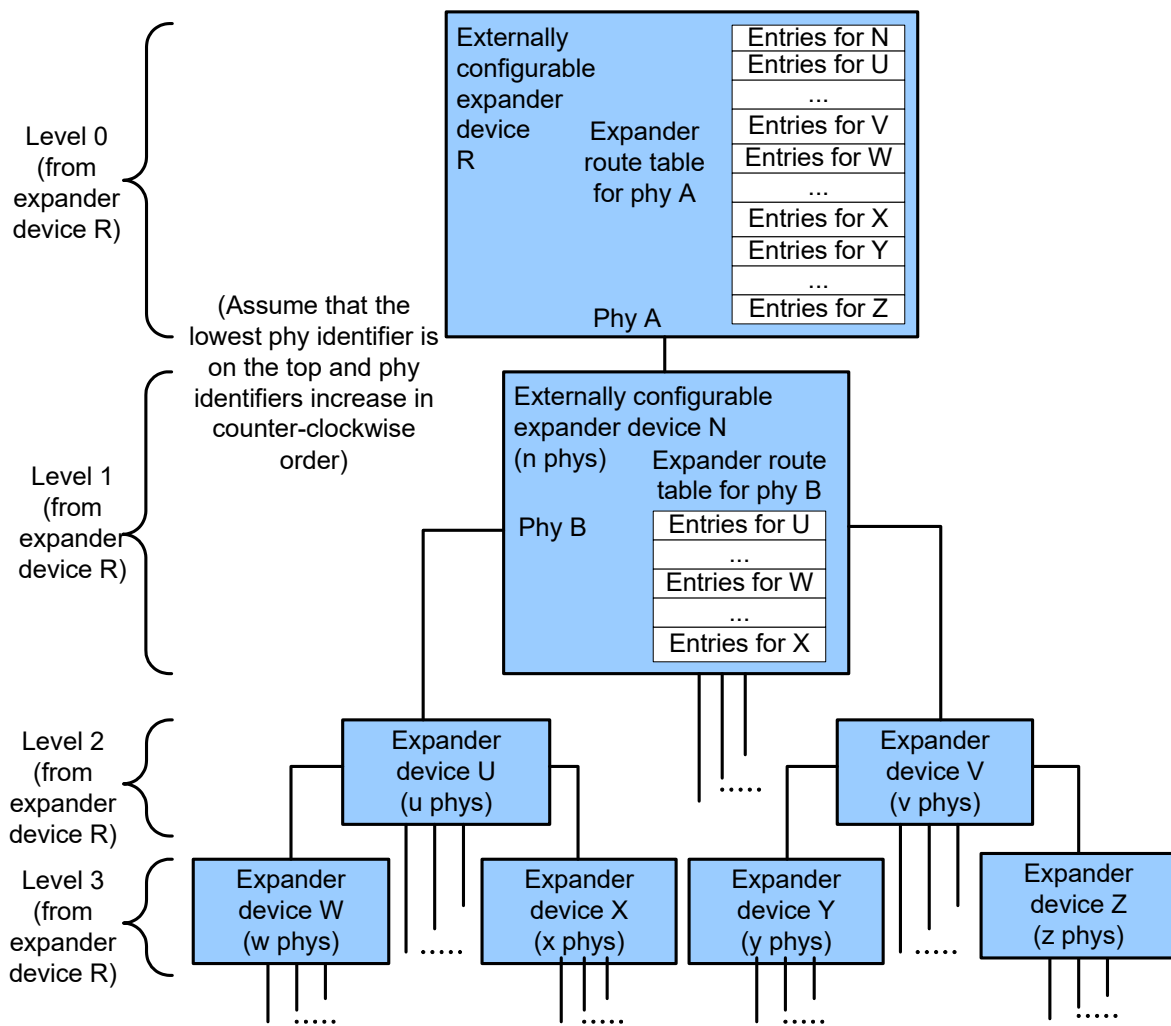 Level 0
(from
expander
device R)
Externally
configurable
expander
device
R
Expander
route table
for phy A
Entries for N
Entries for U
...
Entries for V
Entries for W
...
Entries for X
Entries for Y
...
Entries for Z
Phy A
(Assume that the
lowest phy identifier is
on the top and phy
identifiers increase in
counter-clockwise
order)
Level 1
(from
expander
device R)
Externally configurable
expander device N
(n phys)
Expander route
table for phy B
Phy B
Entries for U
...
Entries for W
...
Entries for X
Level 2
(from
expander
device R)
Expander
device U
(u phys)
Expander
device V
(v phys)
Level 3
(from
expander
device R)
Expander
device W
(w phys)
Expander
device X
(x phys)
Expander
device Y
(y phys)
Expander
device Z
(z phys)